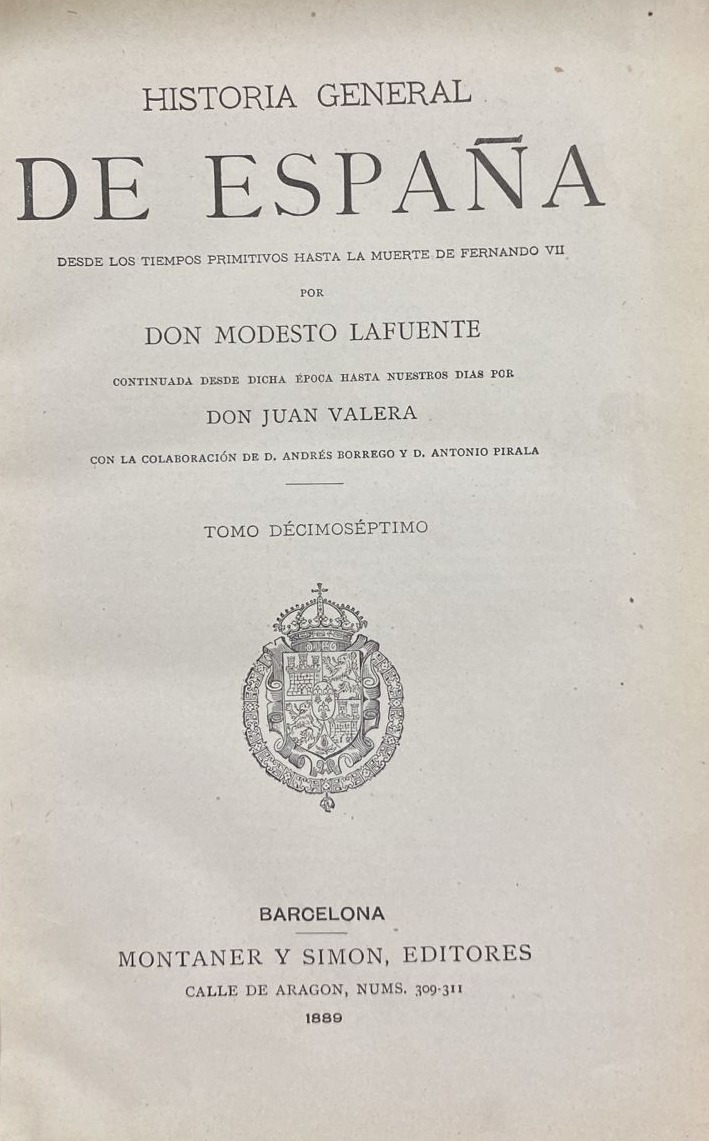 HISTORIA GENERAL
DE ESPAÑA
DESDE LOS TIEMPOS PRIMITIVOS HASTA LA MUERTE DE FERNANDO VII
POR
DON MODESTO LAFUENTE
CONTINUADA DESDE DICHA ÉPOCA HASTA NUESTROS DIAS POR
DON JUAN VALERA
CON LA COLABORACIÓN DE D. ANDRÉS BORREGO Y D. ANTONIO PIRALA
TOMO DÉCIMOSÉPTIMO
BARCELONA
MONTANER Y SIMON, EDITORES
CALLE DE ARAGON, NUMS. 309-311
1889